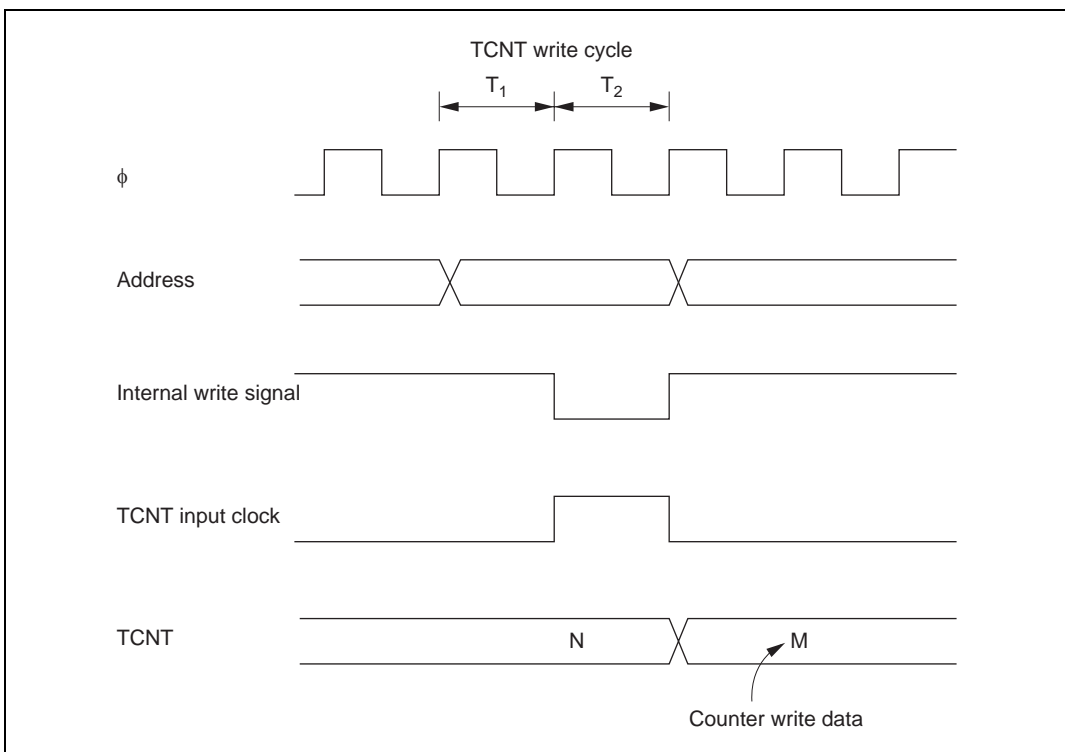 TCNT write cycle
T1 T2
ϕ
Address
Internal write signal
TCNT input clock
TCNT N M
Counter write data